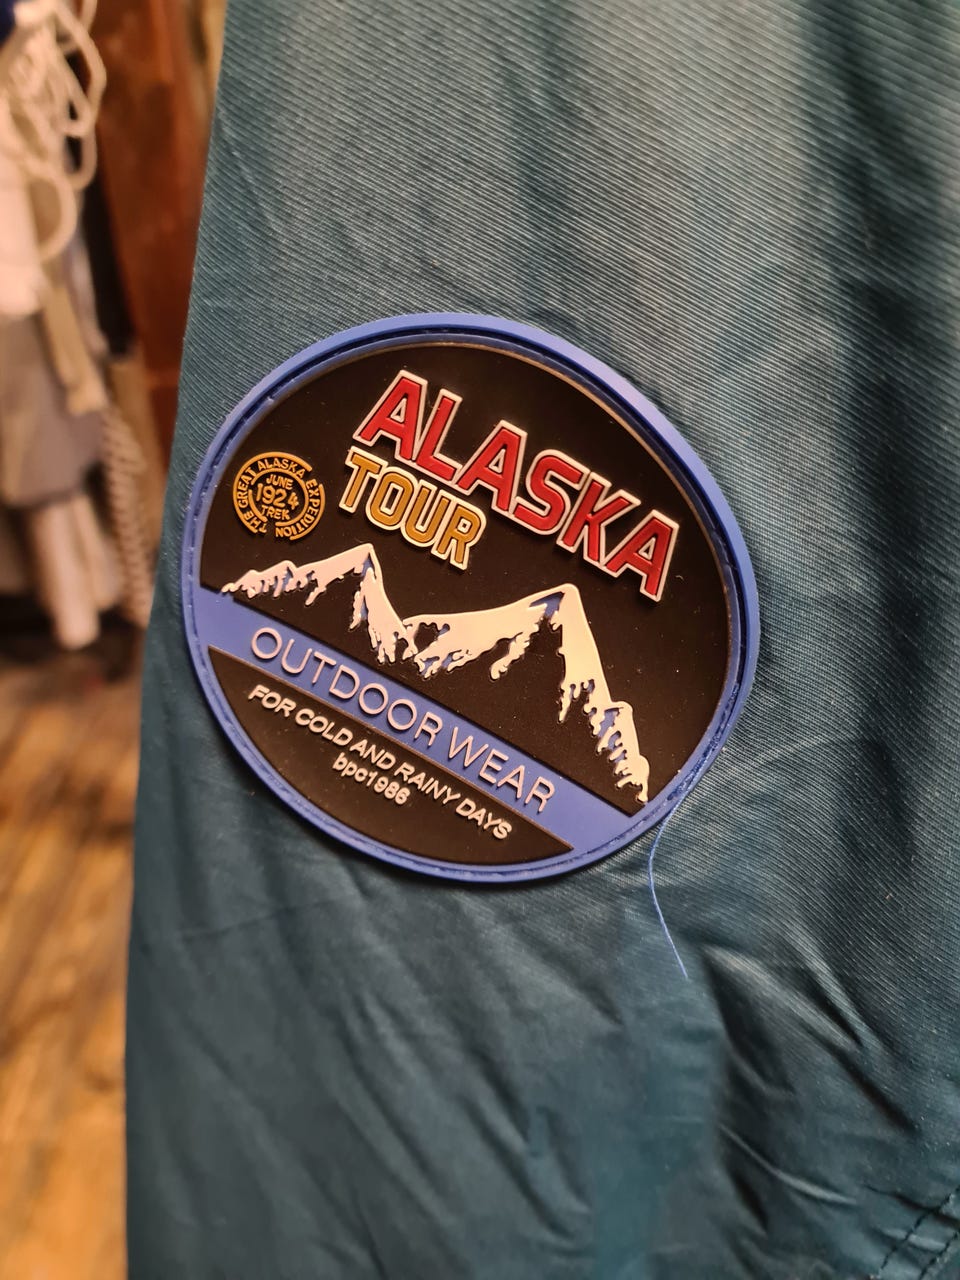 ALASKA
TOUR
THE GREAT ALASKA EXPEDITION
JUNE
1924
TREK
OUTDOOR WEAR
FOR COLD AND RAINY DAYS
bpc1986